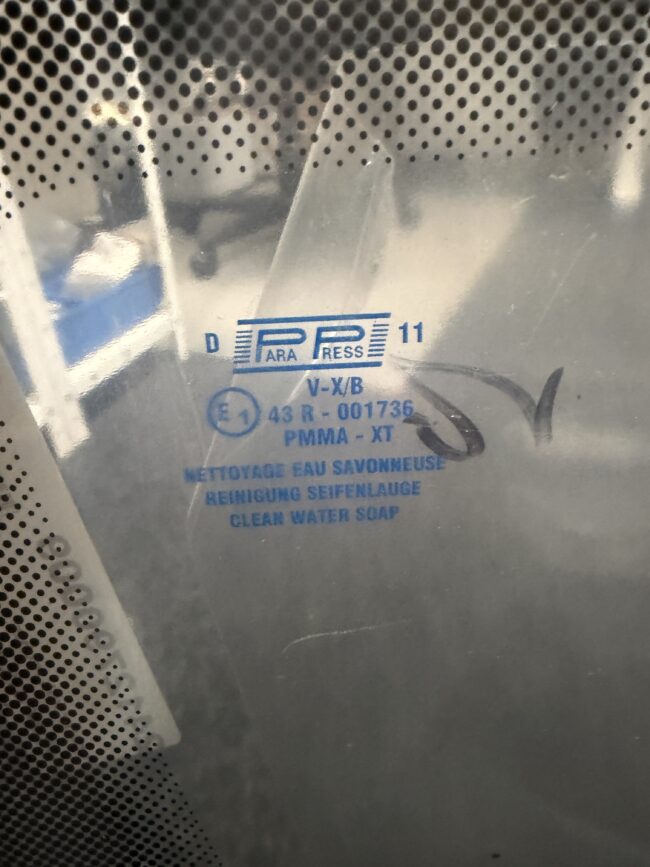 D PARA PRESS 11
V-X/B
E1 43 R - 001736
PMMA - XT
NETTOYAGE EAU SAVONNEUSE
REINIGUNG SEIFENLAUGE
CLEAN WATER SOAP